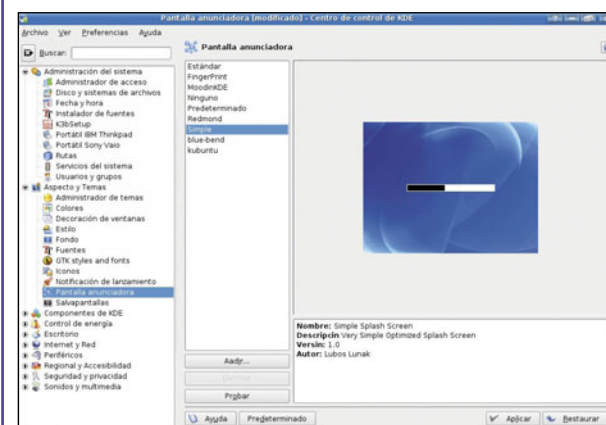 Pantalla anunciadora [modificado] - Centro de control de KDE
Archivo Ver Preferencias Ayuda
Buscar:
Administración del sistema
Administrador de acceso
Disco y sistemas de archivos
Fecha y hora
Instalador de fuentes
K3bSetup
Portátil IBM Thinkpad
Portátil Sony Vaio
Rutas
Servicios del sistema
Usuarios y grupos
Aspecto y Temas
Administrador de temas
Colores
Decoración de ventanas
Estilo
Fondo
Fuentes
GTK styles and fonts
Iconos
Notificación de lanzamiento
Pantalla anunciadora
Salvapantallas
Componentes de KDE
Control de energía
Escritorio
Internet y Red
Periféricos
Regional y Accesibilidad
Seguridad y privacidad
Sonidos y multimedia
Pantalla anunciadora
Estándar
FingerPrint
MoodinKDE
Ninguno
Predeterminado
Redmond
Simple
blue-bend
kubuntu
Aadir...
Probar
Nombre: Simple Splash Screen
Descripcin Very Simple Optimized Splash Screen
Versin: 1.0
Autor: Lubos Lunak
Ayuda Predeterminado Aplicar Restaurar